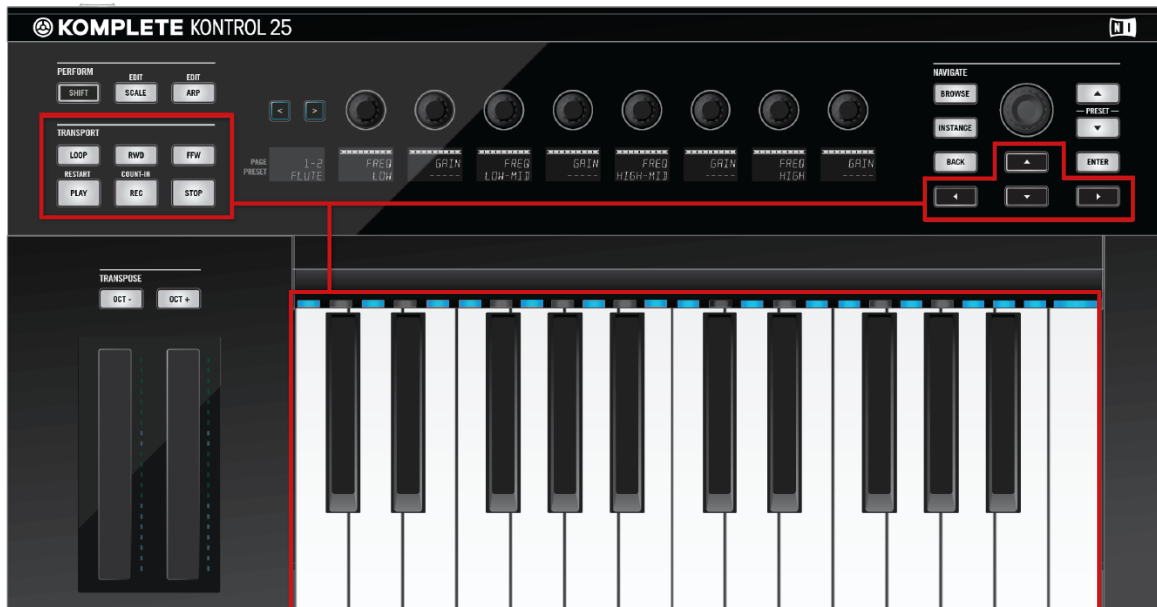 KOMPLETE KONTROL 25
NI
PERFORM
EDIT EDIT
SHIFT SCALE ARP
TRANSPORT
LOOP RWD FFW
RESTART COUNT-IN
PLAY REC STOP
< >
PAGE 1-2 FREQ GAIN FREQ GAIN FREQ GAIN FREQ GAIN
PRESET FLUTE LOW ----- LOW-MID ----- HIGH-MID ----- HIGH -----
NAVIGATE
BROWSE
PRESET
INSTANCE
BACK ENTER
TRANSPOSE
OCT - OCT +